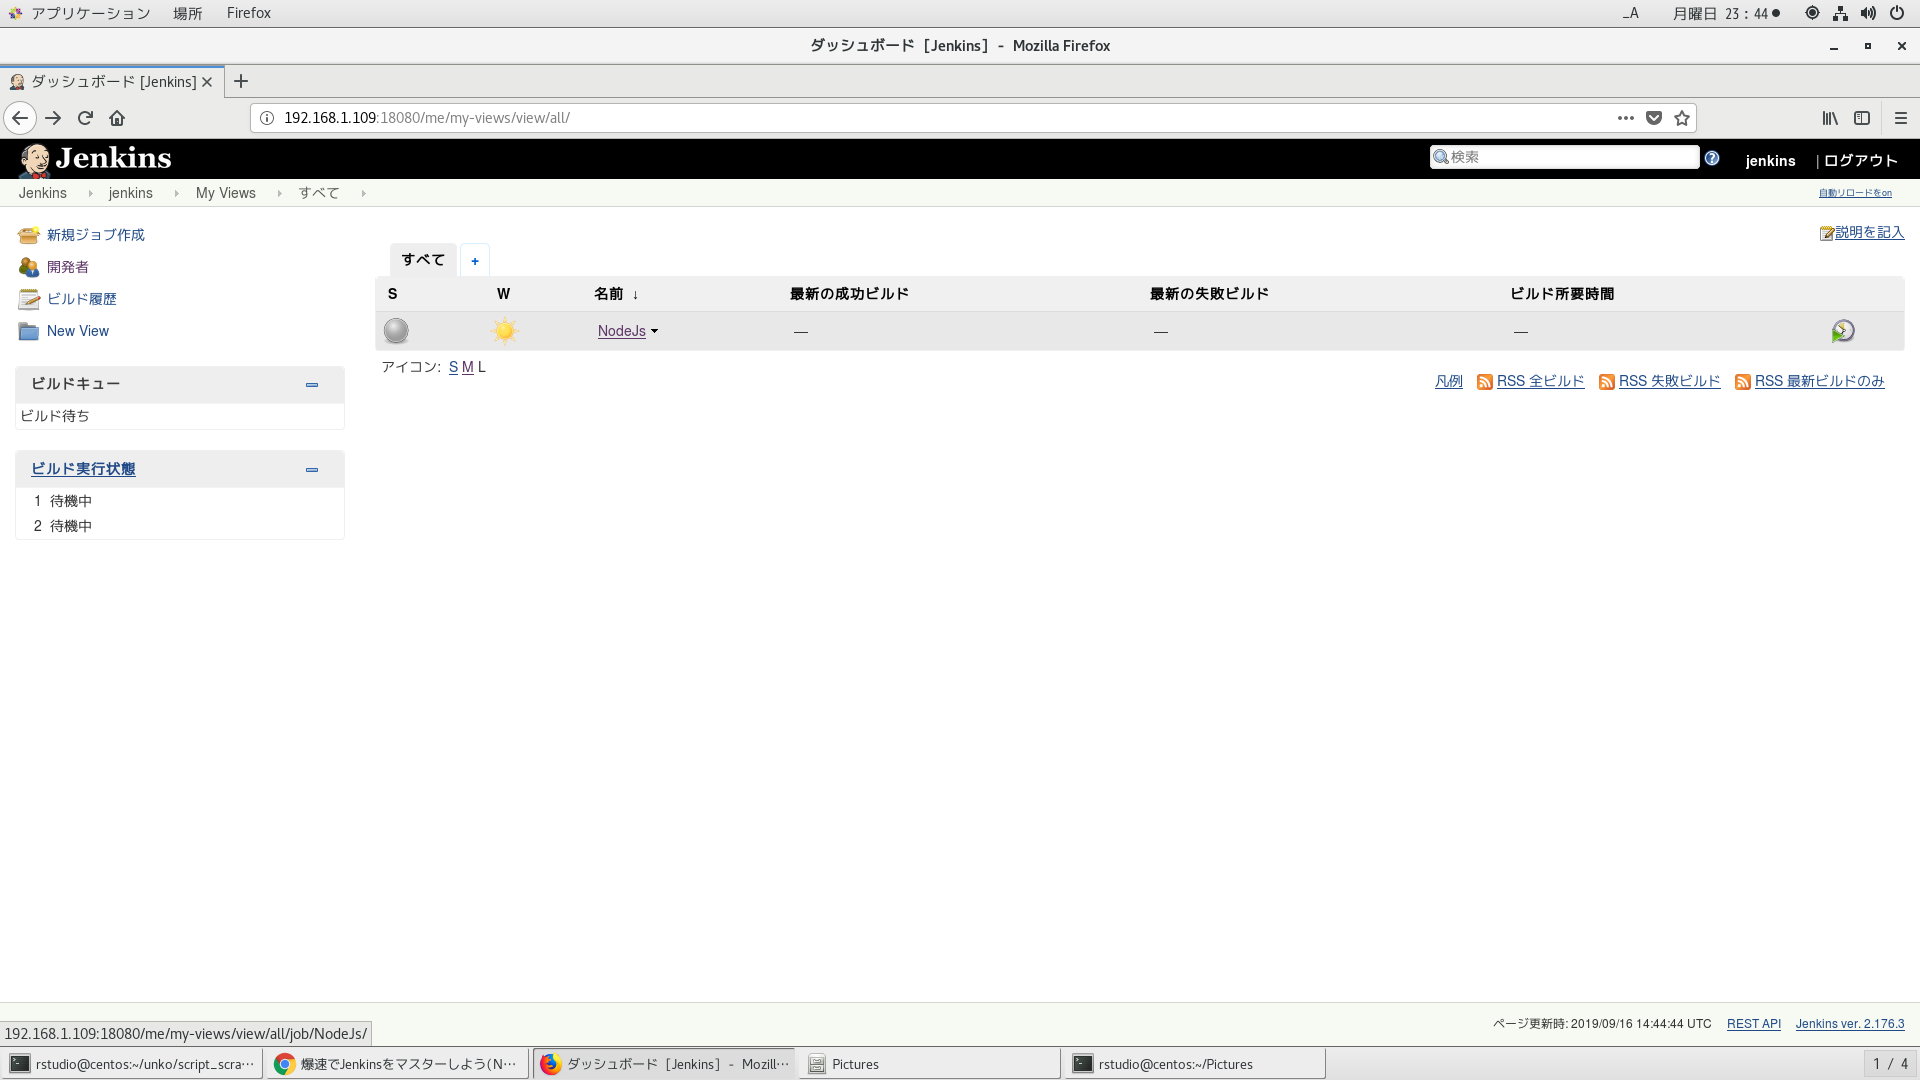 アプリケーション 場所 Firefox _A 月曜日 23:44
ダッシュボード [Jenkins] - Mozilla Firefox
ダッシュボード [Jenkins]
192.168.1.109:18080/me/my-views/view/all/
Jenkins 検索 jenkins | ログアウト
Jenkins jenkins My Views すべて 自動リロードをon
新規ジョブ作成
開発者
ビルド履歴
New View
説明を記入
すべて +
S W 名前 ↓ 最新の成功ビルド 最新の失敗ビルド ビルド所要時間
NodeJs — — —
アイコン: S M L
凡例 RSS 全ビルド RSS 失敗ビルド RSS 最新ビルドのみ
ビルドキュー
ビルド待ち
ビルド実行状態
1 待機中
2 待機中
ページ更新時: 2019/09/16 14:44:44 UTC REST API Jenkins ver. 2.176.3
192.168.1.109:18080/me/my-views/view/all/job/NodeJs/
rstudio@centos:~/unko/script_scra… 爆速でJenkinsをマスターしよう(N… ダッシュボード [Jenkins] - Mozill… Pictures rstudio@centos:~/Pictures 1 / 4